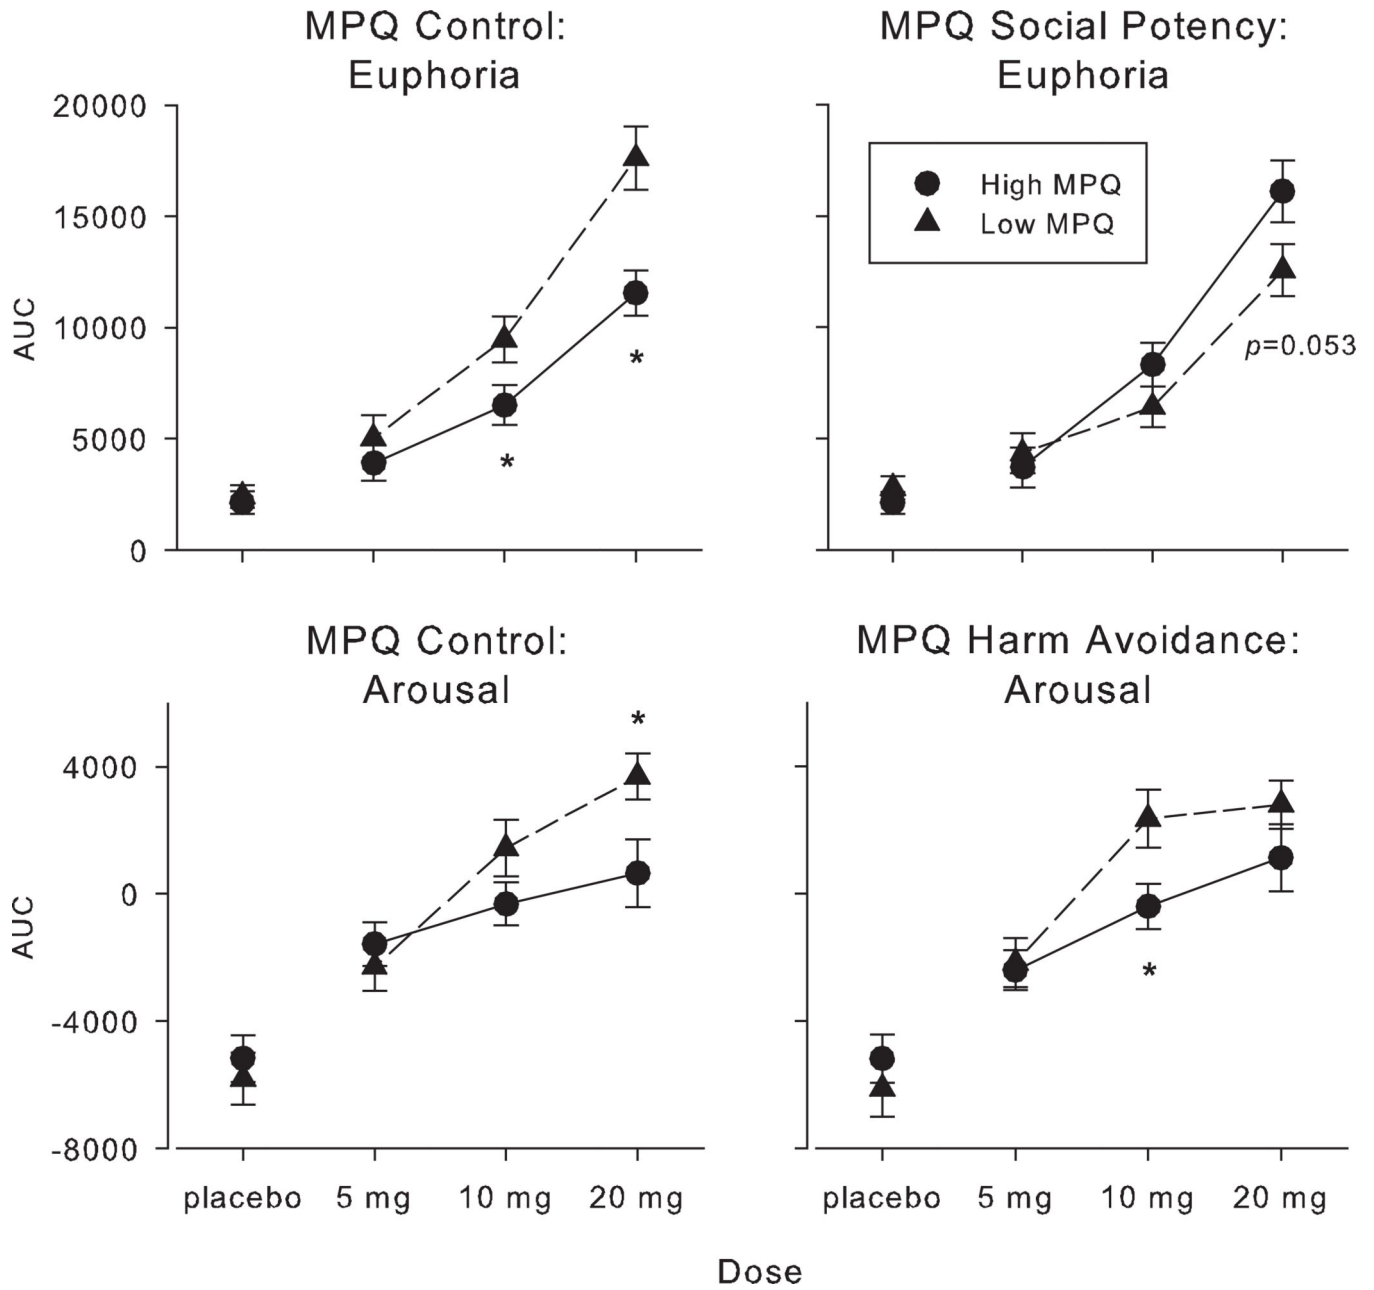 MPQ Control:
Euphoria
MPQ Social Potency:
Euphoria
20000
15000
10000
5000
0
AUC
*
*
High MPQ
Low MPQ
p=0.053
MPQ Control:
Arousal
MPQ Harm Avoidance:
Arousal
4000
0
-4000
-8000
AUC
*
*
placebo 5 mg 10 mg 20 mg
placebo 5 mg 10 mg 20 mg
Dose